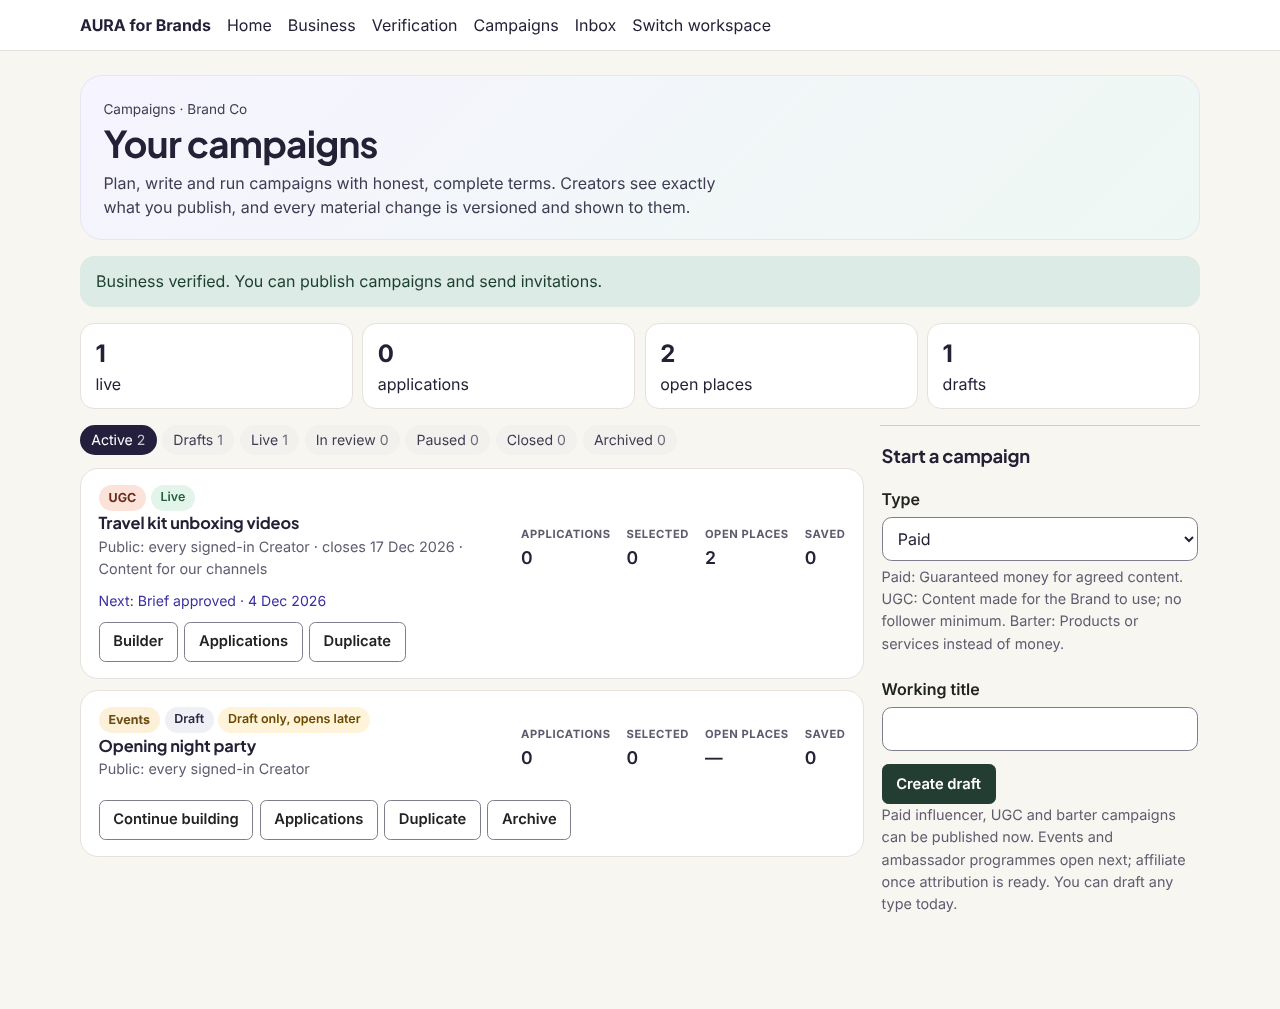 AURA for Brands Home Business Verification Campaigns Inbox Switch workspace
Campaigns · Brand Co
Your campaigns
Plan, write and run campaigns with honest, complete terms. Creators see exactly
what you publish, and every material change is versioned and shown to them.
Business verified. You can publish campaigns and send invitations.
1
live
0
applications
2
open places
1
drafts
Active 2 Drafts 1 Live 1 In review 0 Paused 0 Closed 0 Archived 0
UGC Live
Travel kit unboxing videos
Public: every signed-in Creator · closes 17 Dec 2026 ·
Content for our channels
Next: Brief approved · 4 Dec 2026
APPLICATIONS SELECTED OPEN PLACES SAVED
0 0 2 0
Builder Applications Duplicate
Events Draft Draft only, opens later
Opening night party
Public: every signed-in Creator
APPLICATIONS SELECTED OPEN PLACES SAVED
0 0 — 0
Continue building Applications Duplicate Archive
Start a campaign
Type
Paid
Paid: Guaranteed money for agreed content.
UGC: Content made for the Brand to use; no
follower minimum. Barter: Products or
services instead of money.
Working title
Create draft
Paid influencer, UGC and barter campaigns
can be published now. Events and
ambassador programmes open next; affiliate
once attribution is ready. You can draft any
type today.